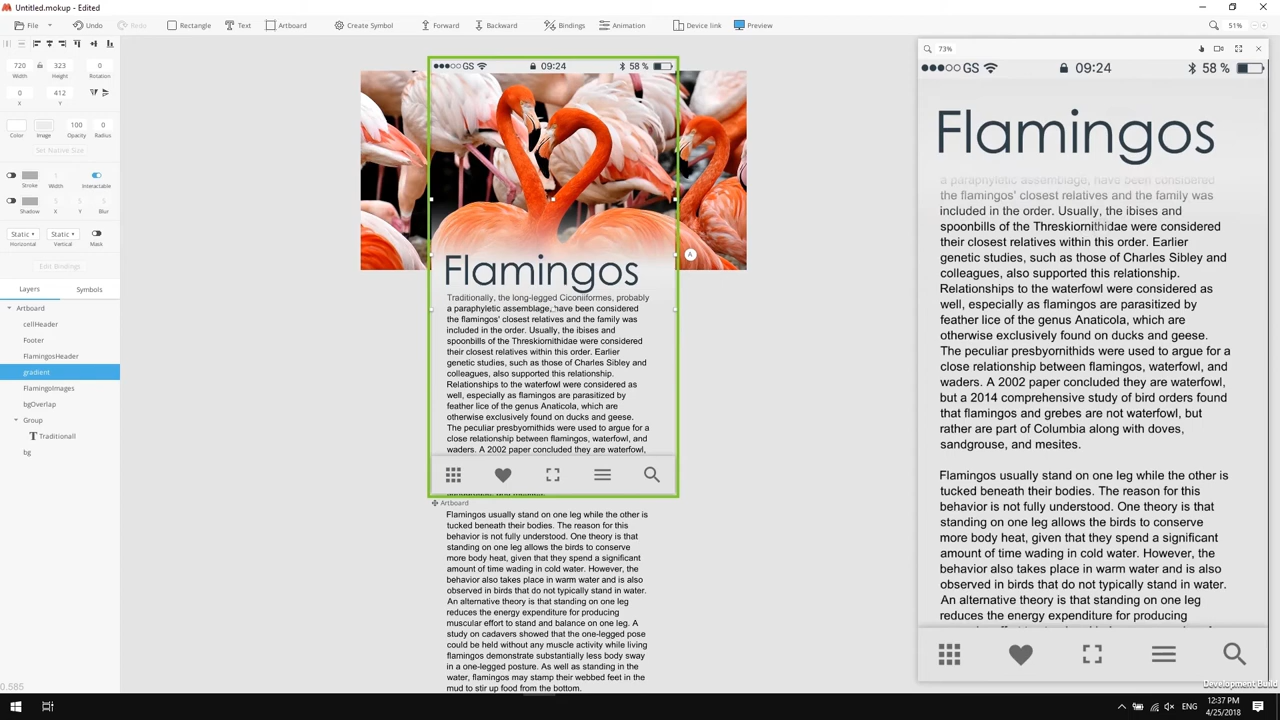 Untitled.mokup - Edited
File
Undo
Redo
Rectangle
Text
Artboard
Create Symbol
Forward
Backward
Bindings
Animation
Device link
Preview
51%
720
323
0
Width
Height
Rotation
0
412
X
Y
100
0
Color
Image
Opacity
Radius
Set Native Size
Stroke
Width
Interactable
Shadow
X
Y
Blur
Static
Static
Horizontal
Vertical
Mask
Edit Bindings
Layers
Symbols
Artboard
cellHeader
Footer
FlamingosHeader
gradient
FlamingoImages
bgOverlap
Group
Traditionall
bg
0.585
GS
09:24
58 %
A
Flamingos
Traditionally, the long-legged Ciconiiformes, probably
a paraphyletic assemblage, have been considered
the flamingos' closest relatives and the family was
included in the order. Usually, the ibises and
spoonbills of the Threskiornithidae were considered
their closest relatives within this order. Earlier
genetic studies, such as those of Charles Sibley and
colleagues, also supported this relationship.
Relationships to the waterfowl were considered as
well, especially as flamingos are parasitized by
feather lice of the genus Anaticola, which are
otherwise exclusively found on ducks and geese.
The peculiar presbyornithids were used to argue for a
close relationship between flamingos, waterfowl, and
waders. A 2002 paper concluded they are waterfowl,
Artboard
Flamingos usually stand on one leg while the other is
tucked beneath their bodies. The reason for this
behavior is not fully understood. One theory is that
standing on one leg allows the birds to conserve
more body heat, given that they spend a significant
amount of time wading in cold water. However, the
behavior also takes place in warm water and is also
observed in birds that do not typically stand in water.
An alternative theory is that standing on one leg
reduces the energy expenditure for producing
muscular effort to stand and balance on one leg. A
study on cadavers showed that the one-legged pose
could be held without any muscle activity while living
flamingos demonstrate substantially less body sway
in a one-legged posture. As well as standing in the
water, flamingos may stamp their webbed feet in the
mud to stir up food from the bottom.
73%
GS
09:24
58 %
Flamingos
a paraphyletic assemblage, have been considered
the flamingos' closest relatives and the family was
included in the order. Usually, the ibises and
spoonbills of the Threskiornithidae were considered
their closest relatives within this order. Earlier
genetic studies, such as those of Charles Sibley and
colleagues, also supported this relationship.
Relationships to the waterfowl were considered as
well, especially as flamingos are parasitized by
feather lice of the genus Anaticola, which are
otherwise exclusively found on ducks and geese.
The peculiar presbyornithids were used to argue for a
close relationship between flamingos, waterfowl, and
waders. A 2002 paper concluded they are waterfowl,
but a 2014 comprehensive study of bird orders found
that flamingos and grebes are not waterfowl, but
rather are part of Columbia along with doves,
sandgrouse, and mesites.
Flamingos usually stand on one leg while the other is
tucked beneath their bodies. The reason for this
behavior is not fully understood. One theory is that
standing on one leg allows the birds to conserve
more body heat, given that they spend a significant
amount of time wading in cold water. However, the
behavior also takes place in warm water and is also
observed in birds that do not typically stand in water.
An alternative theory is that standing on one leg
reduces the energy expenditure for producing
Development Build
ENG
12:37 PM
4/25/2018